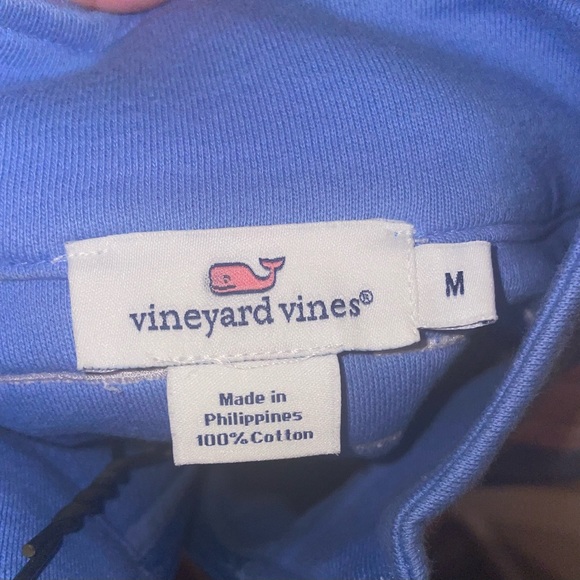 vineyard vines®
M
Made in
Philippines
100% Cotton